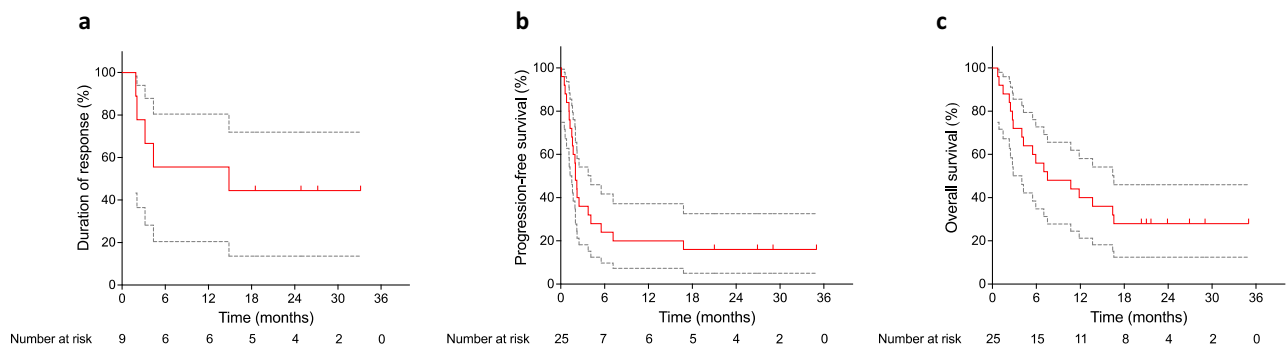 a
Duration of response (%)
100
80
60
40
20
0
0 6 12 18 24 30 36
Time (months)
Number at risk 9 6 6 5 4 2 0
b
Progression-free survival (%)
100
80
60
40
20
0
0 6 12 18 24 30 36
Time (months)
Number at risk 25 7 6 5 4 2 0
c
Overall survival (%)
100
80
60
40
20
0
0 6 12 18 24 30 36
Time (months)
Number at risk 25 15 11 8 4 2 0